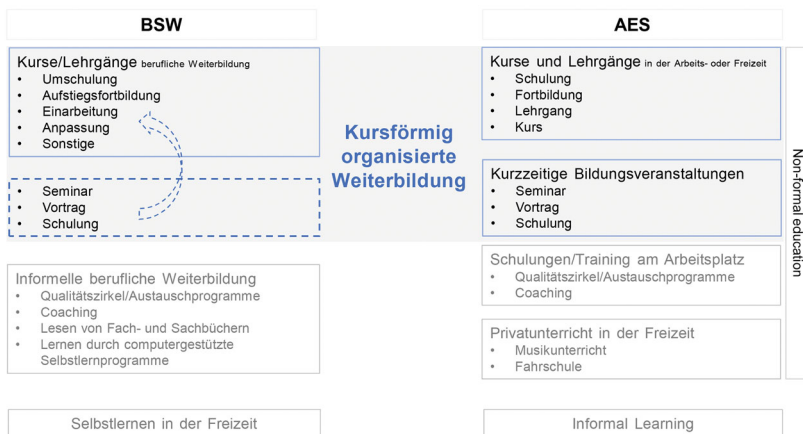 BSW
Kurse/Lehrgänge berufliche Weiterbildung
• Umschulung
• Aufstiegsfortbildung
• Einarbeitung
• Anpassung
• Sonstige
• Seminar
• Vortrag
• Schulung
Informelle berufliche Weiterbildung
• Qualitätszirkel/Austauschprogramme
• Coaching
• Lesen von Fach- und Sachbüchern
• Lernen durch computergestützte
Selbstlernprogramme
Selbstlernen in der Freizeit
Kursförmig
organisierte
Weiterbildung
AES
Kurse und Lehrgänge in der Arbeits- oder Freizeit
• Schulung
• Fortbildung
• Lehrgang
• Kurs
Kurzzeitige Bildungsveranstaltungen
• Seminar
• Vortrag
• Schulung
Schulungen/Training am Arbeitsplatz
• Qualitätszirkel/Austauschprogramme
• Coaching
Privatunterricht in der Freizeit
• Musikunterricht
• Fahrschule
Informal Learning
Non-formal education